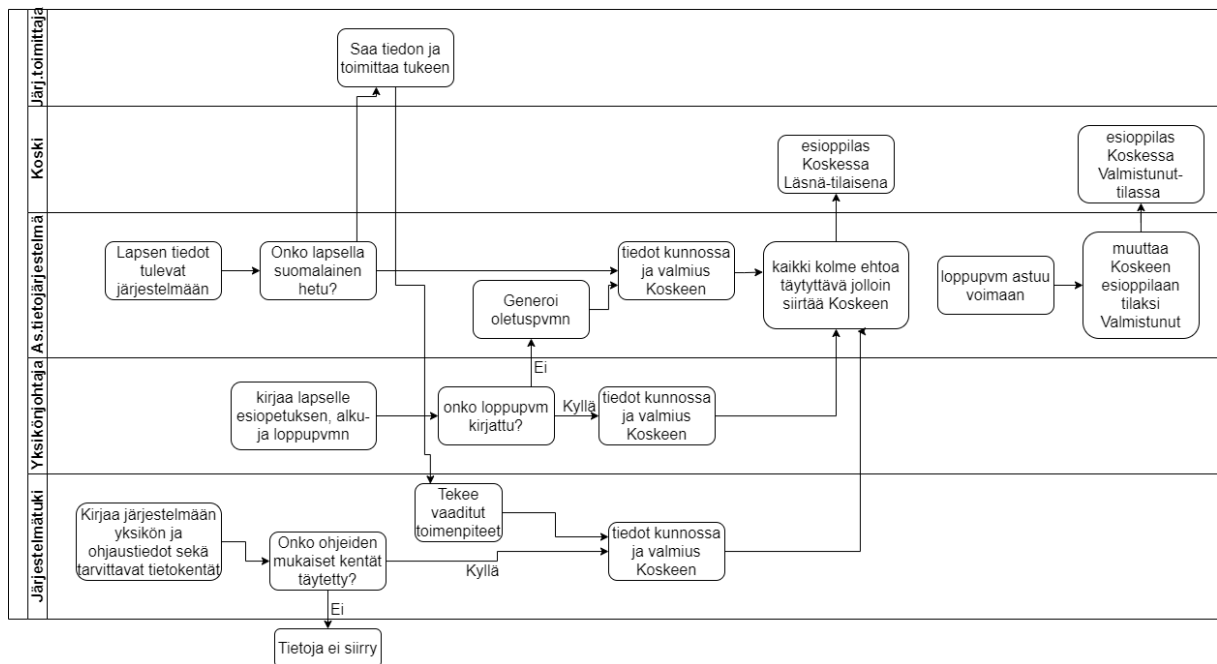 Järj.toimittaja
Saa tiedon ja
toimittaa tukeen
Koski
esioppilas
Koskessa
Läsnä-tilaisena
esioppilas
Koskessa
Valmistunut-
tilassa
As.tietojärjestelmä
Lapsen tiedot
tulevat
järjestelmään
Onko lapsella
suomalainen
hetu?
Generoi
oletuspvmn
tiedot kunnossa
ja valmius
Koskeen
kaikki kolme ehtoa
täytyttävä jolloin
siirtää Koskeen
loppupvm astuu
voimaan
muuttaa
Koskeen
esioppilaan
tilaksi
Valmistunut
Yksikönjohtaja
kirjaa lapselle
esiopetuksen, alku-
ja loppupvmn
onko loppupvm
kirjattu?
Ei
Kyllä
tiedot kunnossa
ja valmius
Koskeen
Järjestelmätuki
Kirjaa järjestelmään
yksikön ja
ohjaustiedot sekä
tarvittavat tietokentät
Onko ohjeiden
mukaiset kentät
täytetty?
Tekee
vaaditut
toimenpiteet
Kyllä
tiedot kunnossa
ja valmius
Koskeen
Ei
Tietoja ei siirry